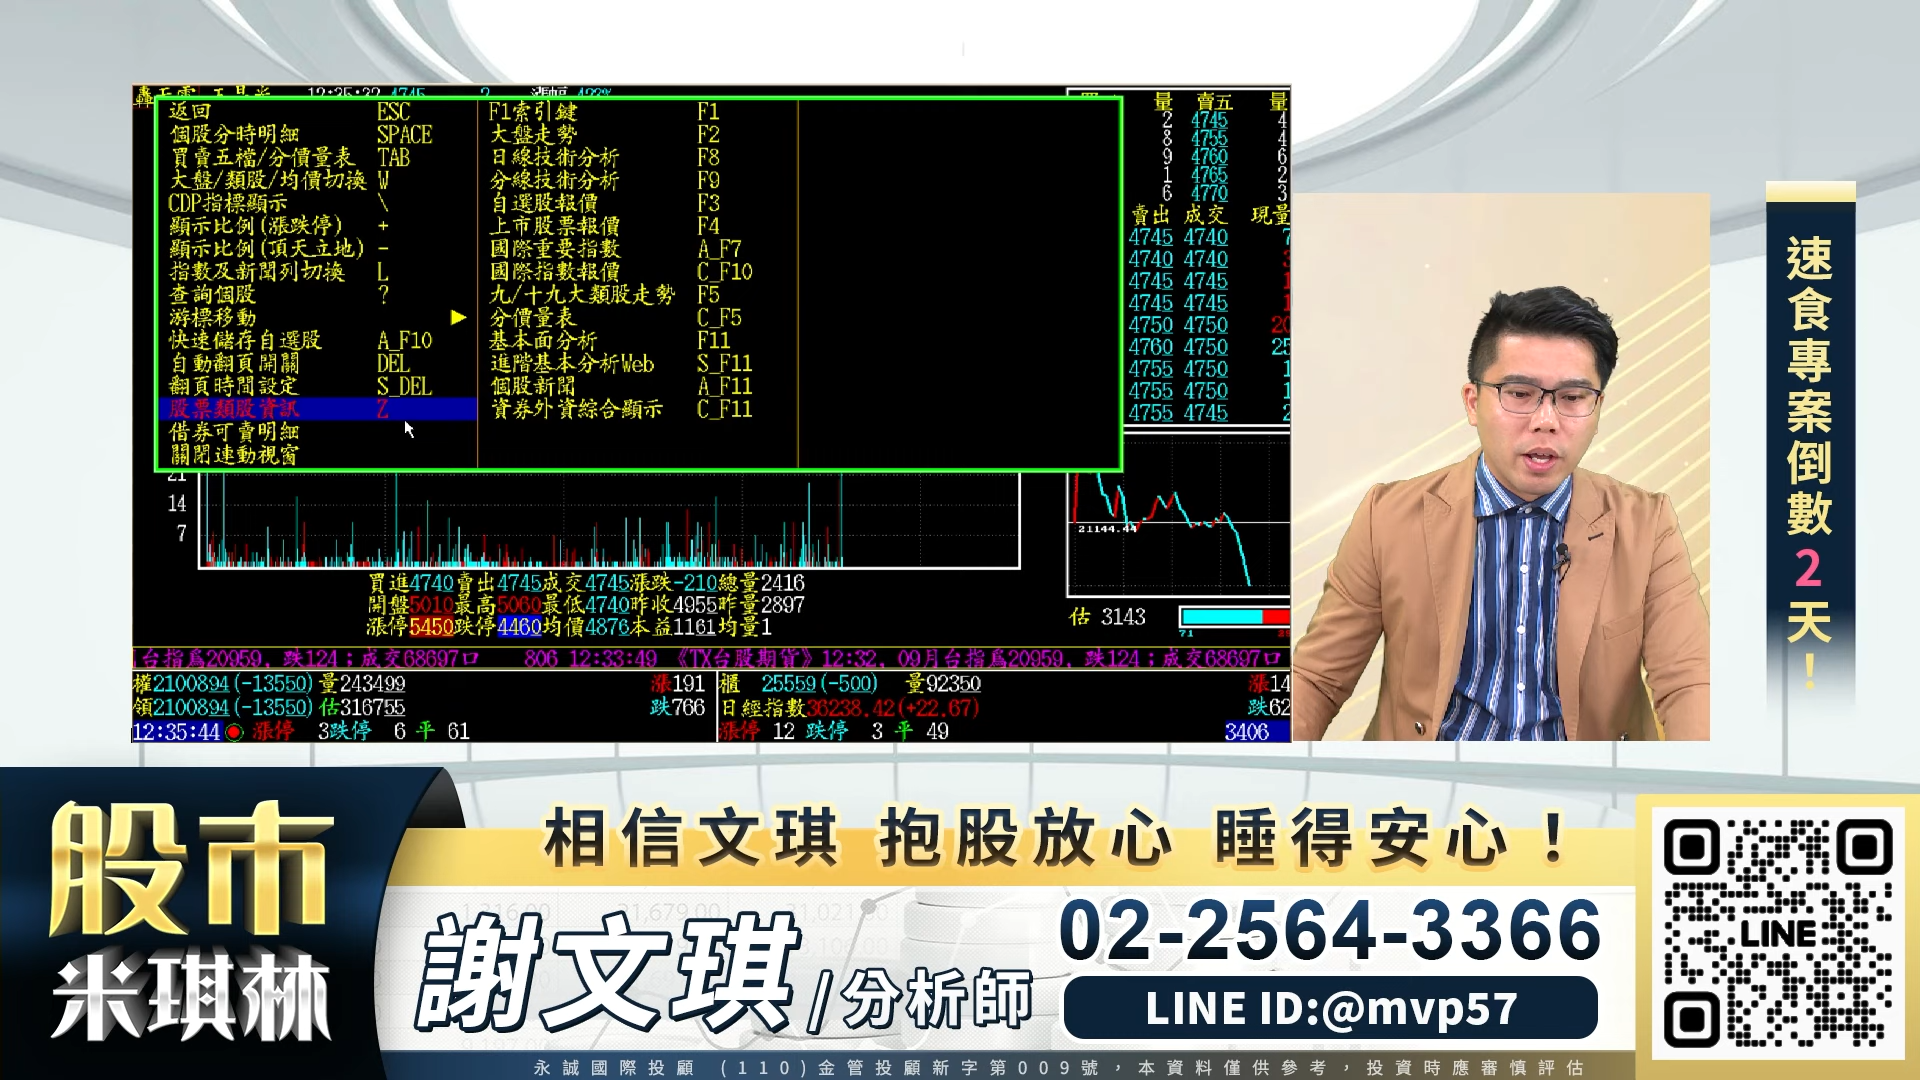 返回 ESC F1索引鍵 F1
個股分時明細 SPACE 大盤走勢 F2
買賣五檔/分價量表 TAB 日線技術分析 F8
大盤/類股/均價切換 W 分線技術分析 F9
CDP指標顯示 \ 自選股報價 F3
顯示比例(漲跌停) + 上市股票報價 F4
顯示比例(頂天立地) - 國際重要指數 A_F7
指數及新聞列切換 L 國際指數報價 C_F10
查詢個股 ? 九/十九大類股走勢 F5
游標移動 ▶ 分價量表 C_F5
快速儲存自選股 A_F10 基本面分析 F11
自動翻頁開關 DEL 進階基本分析Web S_F11
翻頁時間設定 S_DEL 個股新聞 A_F11
股票類股資訊 Z 資券外資綜合顯示 C_F11
借券可賣明細
關閉連動視窗
量 賣五 量
2 4745 4
8 4755 4
9 4760 6
1 4765 2
6 4770 3
賣出 成交 現量
4745 4740 7
4740 4740 3
4745 4745 1
4745 4745 1
4750 4750 20
4760 4750 25
4755 4750 1
4755 4750 1
4755 4745 2
21
14
7
21144.44
估 3143
71
買進4740賣出4745成交4745漲跌-210總量2416
開盤5010最高5060最低4740昨收4955昨量2897
漲停5450跌停4460均價4876本益1161均量1
台指為20959, 跌124；成交68697口 806 12:33:49 《TX台股期貨》12:32, 09月台指為20959, 跌124；成交68697口
權2100894(-13550)量243499 漲191 櫃 25559(-500) 量92350 漲14
領2100894(-13550)估316755 跌766 日經指數36238.42(+22.67) 跌62
12:35:44 漲停 3跌停 6 平 61 漲停 12 跌停 3 平 49 3406
速食專案倒數2天！
股市
米琪林
相信文琪 抱股放心 睡得安心！
謝文琪/分析師
02-2564-3366
LINE ID:@mvp57
LINE
永誠國際投顧 (110)金管投顧新字第009號，本資料僅供參考，投資時應審慎評估